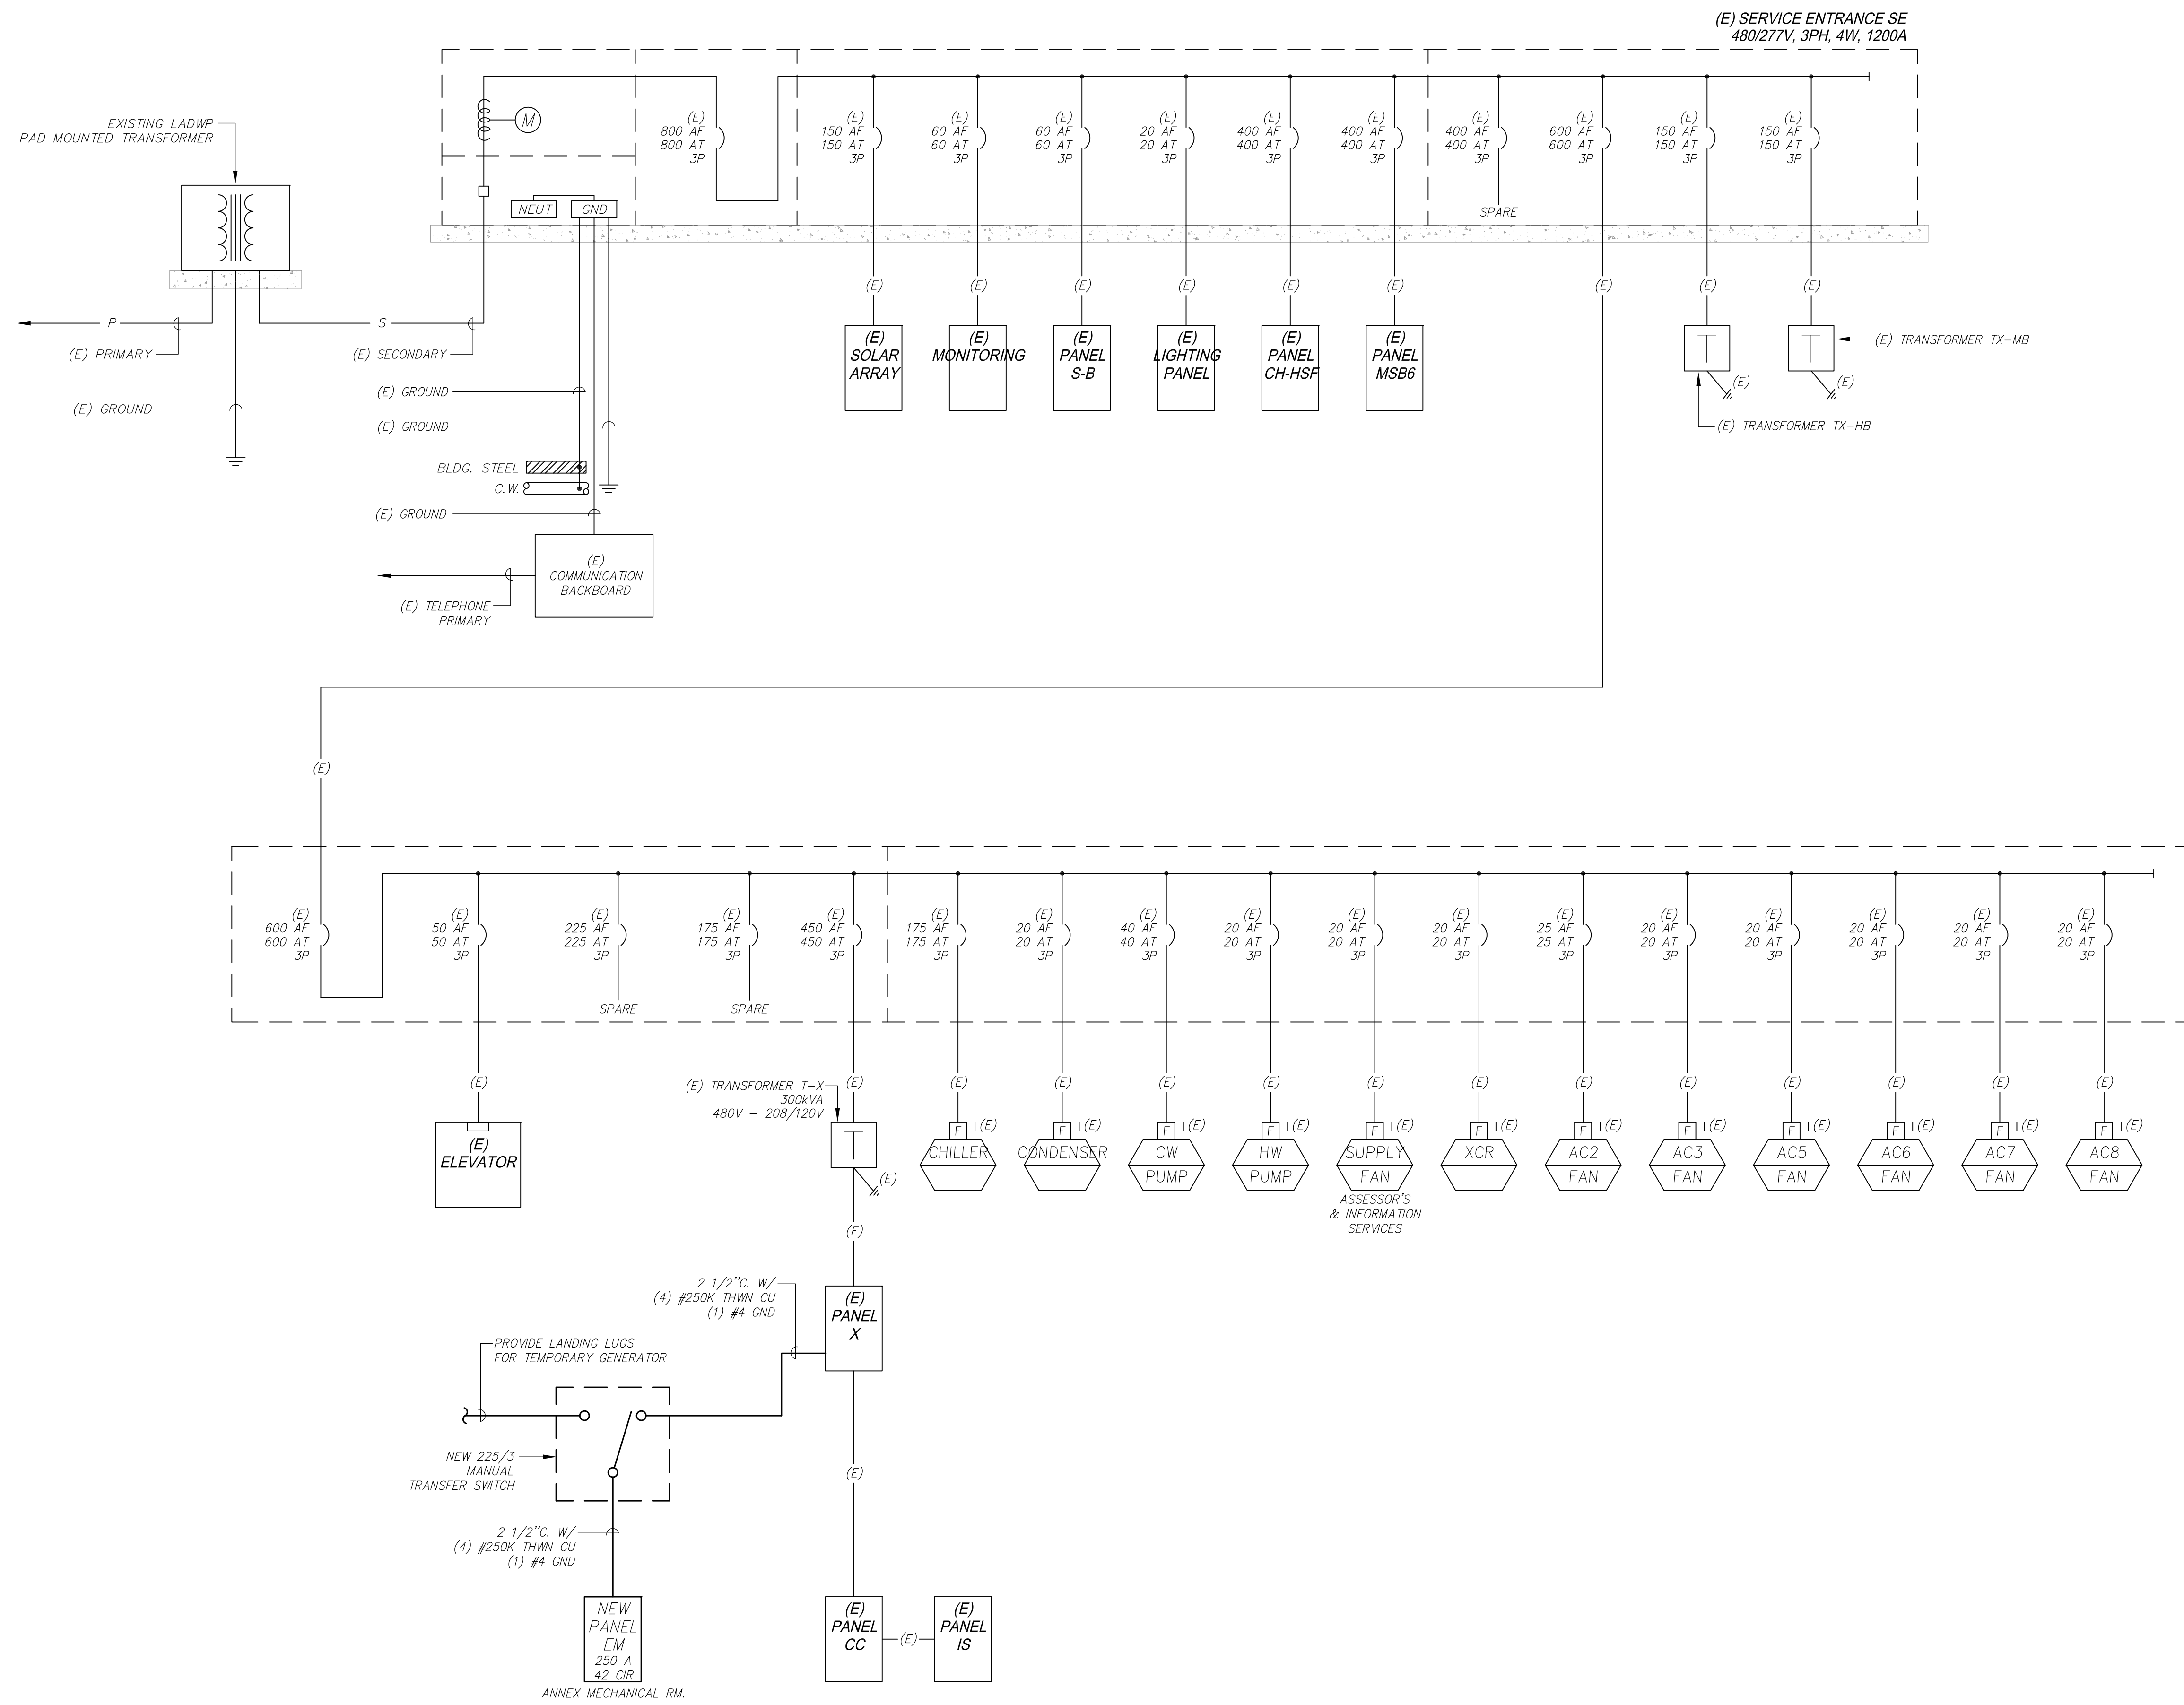 (E) SERVICE ENTRANCE SE
480/277V, 3PH, 4W, 1200A
EXISTING LADWP
PAD MOUNTED TRANSFORMER
M
NEUT
GND
(E)
800 AF
800 AT
3P
(E)
150 AF
150 AT
3P
(E)
60 AF
60 AT
3P
(E)
60 AF
60 AT
3P
(E)
20 AF
20 AT
3P
(E)
400 AF
400 AT
3P
(E)
400 AF
400 AT
3P
(E)
400 AF
400 AT
3P
SPARE
(E)
600 AF
600 AT
3P
(E)
150 AF
150 AT
3P
(E)
150 AF
150 AT
3P
(E)
(E)
(E)
(E)
(E)
(E)
(E)
(E)
(E)
P
S
(E) PRIMARY
(E) SECONDARY
(E) GROUND
(E) GROUND
(E) GROUND
BLDG. STEEL
C.W.
(E) GROUND
(E)
COMMUNICATION
BACKBOARD
(E) TELEPHONE
PRIMARY
(E)
SOLAR
ARRAY
(E)
MONITORING
(E)
PANEL
S-B
(E)
LIGHTING
PANEL
(E)
PANEL
CH-HSF
(E)
PANEL
MSB6
T
(E)
T
(E)
(E) TRANSFORMER TX-MB
(E) TRANSFORMER TX-HB
(E)
(E)
600 AF
600 AT
3P
(E)
50 AF
50 AT
3P
(E)
225 AF
225 AT
3P
SPARE
(E)
175 AF
175 AT
3P
SPARE
(E)
450 AF
450 AT
3P
(E)
175 AF
175 AT
3P
(E)
20 AF
20 AT
3P
(E)
40 AF
40 AT
3P
(E)
20 AF
20 AT
3P
(E)
20 AF
20 AT
3P
(E)
20 AF
20 AT
3P
(E)
25 AF
25 AT
3P
(E)
20 AF
20 AT
3P
(E)
20 AF
20 AT
3P
(E)
20 AF
20 AT
3P
(E)
20 AF
20 AT
3P
(E)
20 AF
20 AT
3P
(E)
(E)
(E)
(E)
(E)
(E)
(E)
(E)
(E)
(E)
(E)
(E)
(E)
(E)
(E) TRANSFORMER T-X
300kVA
480V - 208/120V
T
(E)
(E)
ELEVATOR
F (E)
CHILLER
F (E)
CONDENSER
F (E)
CW
PUMP
F (E)
HW
PUMP
F (E)
SUPPLY
FAN
ASSESSOR'S
& INFORMATION
SERVICES
F (E)
XCR
F (E)
AC2
FAN
F (E)
AC3
FAN
F (E)
AC5
FAN
F (E)
AC6
FAN
F (E)
AC7
FAN
F (E)
AC8
FAN
(E)
2 1/2"C. W/
(4) #250K THWN CU
(1) #4 GND
(E)
PANEL
X
PROVIDE LANDING LUGS
FOR TEMPORARY GENERATOR
NEW 225/3
MANUAL
TRANSFER SWITCH
(E)
2 1/2"C. W/
(4) #250K THWN CU
(1) #4 GND
NEW
PANEL
EM
250 A
42 CIR
ANNEX MECHANICAL RM.
(E)
PANEL
CC
(E)
(E)
PANEL
IS